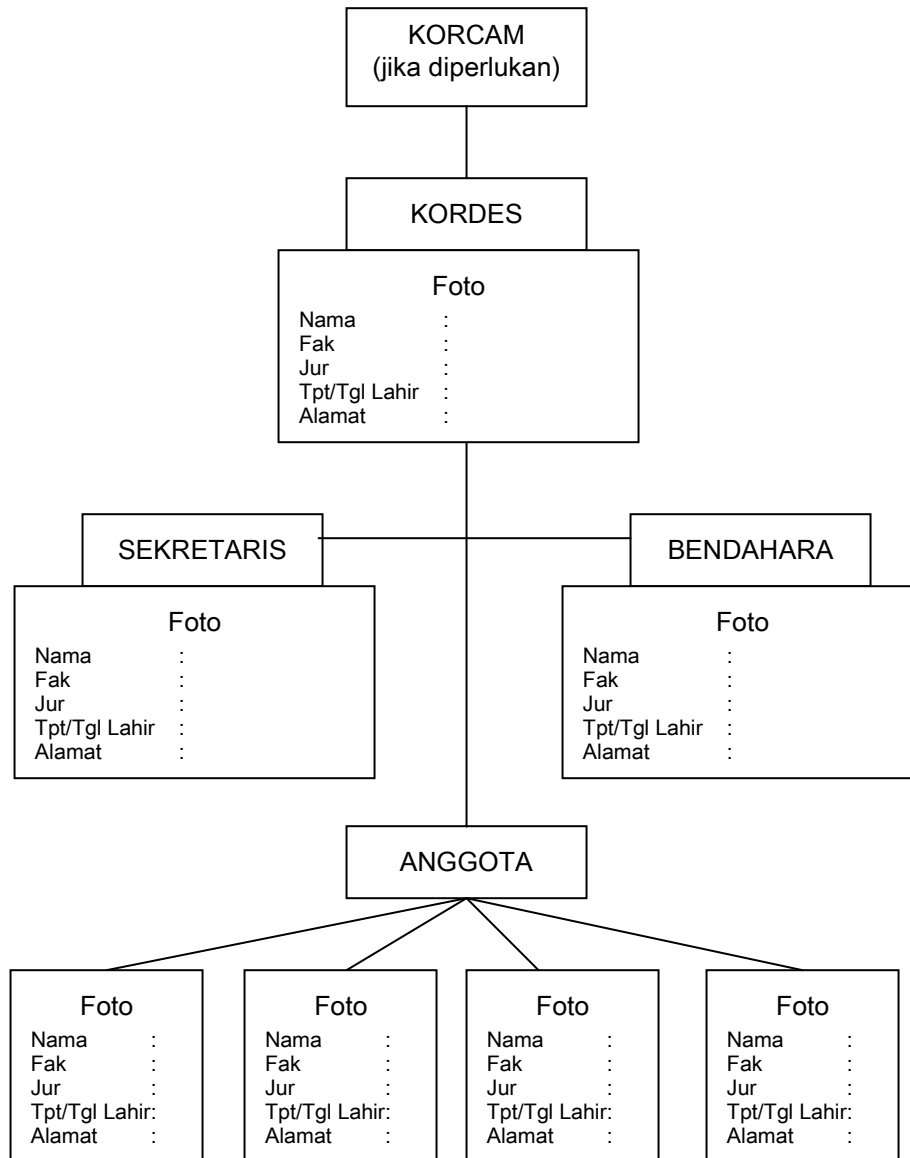 KORCAM
(jika diperlukan)
KORDES
Foto
Nama :
Fak :
Jur :
Tpt/Tgl Lahir :
Alamat :
SEKRETARIS
Foto
Nama :
Fak :
Jur :
Tpt/Tgl Lahir :
Alamat :
BENDAHARA
Foto
Nama :
Fak :
Jur :
Tpt/Tgl Lahir :
Alamat :
ANGGOTA
Foto
Nama :
Fak :
Jur :
Tpt/Tgl Lahir:
Alamat :
Foto
Nama :
Fak :
Jur :
Tpt/Tgl Lahir:
Alamat :
Foto
Nama :
Fak :
Jur :
Tpt/Tgl Lahir:
Alamat :
Foto
Nama :
Fak :
Jur :
Tpt/Tgl Lahir:
Alamat :